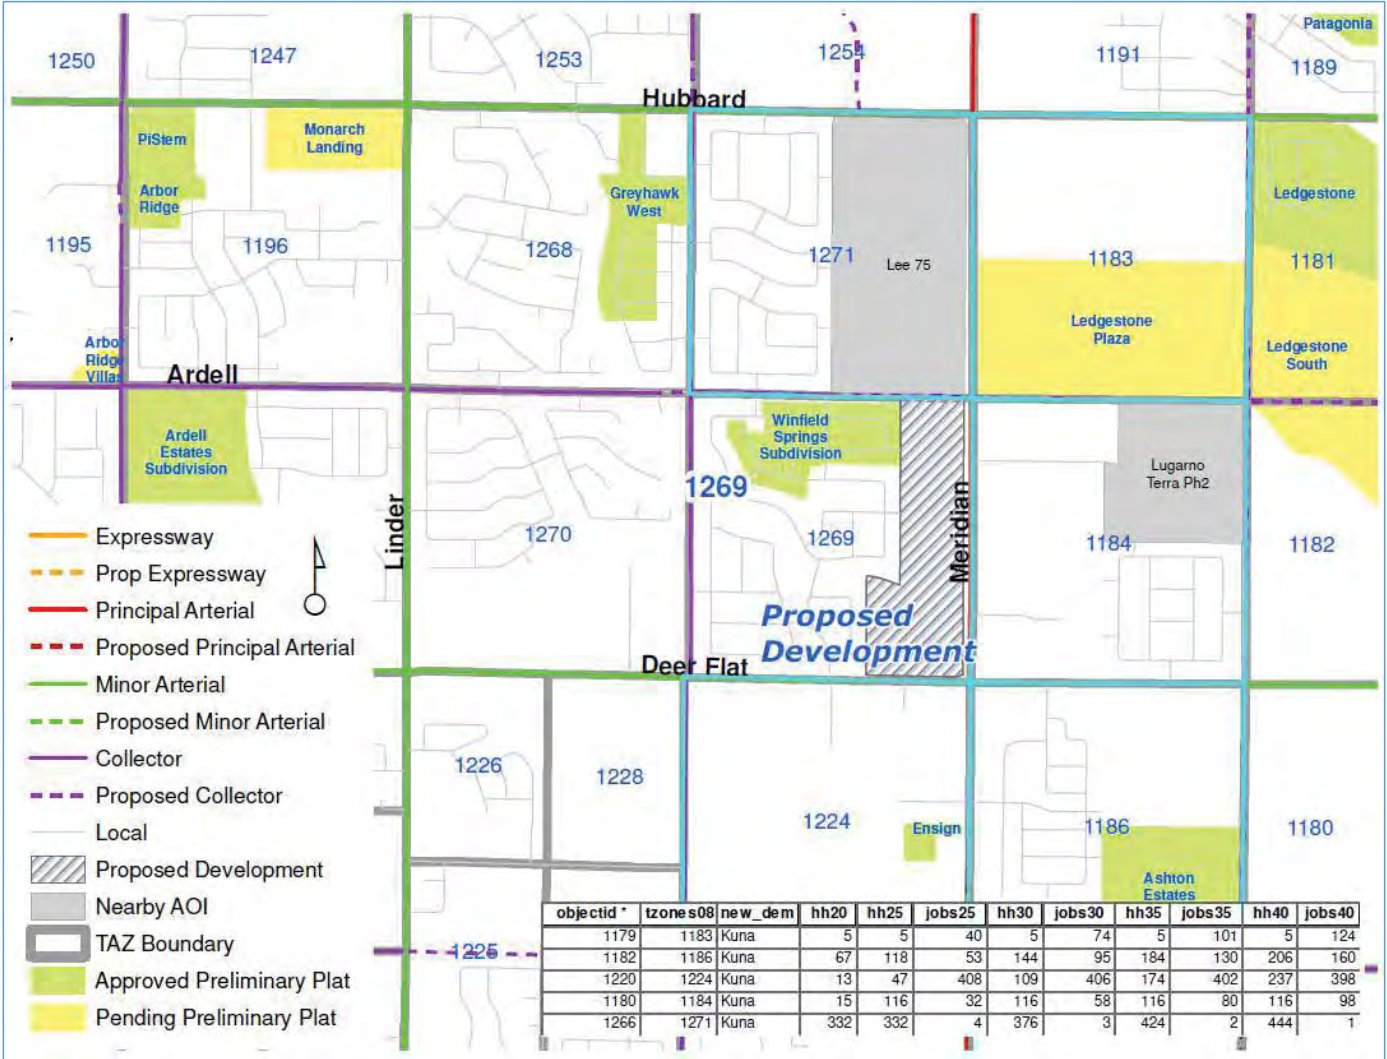 1250
1247
1253
1254
1191
Patagonia
1189
Hubbard
PiStem
Monarch
Landing
Arbor
Ridge
Greyhawk
West
Ledgestone
1195
1196
1268
1271
Lee 75
1183
1181
Ledgestone
Plaza
Ledgestone
South
Arbor
Ridge
Villas
Ardell
Ardell
Estates
Subdivision
Winfield
Springs
Subdivision
Lugarno
Terra Ph2
1269
Linder
1270
1269
Meridian
1184
1182
Proposed
Development
Deer Flat
Expressway
Prop Expressway
Principal Arterial
Proposed Principal Arterial
Minor Arterial
Proposed Minor Arterial
Collector
Proposed Collector
Local
Proposed Development
Nearby AOI
TAZ Boundary
Approved Preliminary Plat
Pending Preliminary Plat
1226
1228
1224
Ensign
1186
1180
Ashton
Estates
1225
objectid * tzones08 new_dem hh20 hh25 jobs25 hh30 jobs30 hh35 jobs35 hh40 jobs40
1179 1183 Kuna 5 5 40 5 74 5 101 5 124
1182 1186 Kuna 67 118 53 144 95 184 130 206 160
1220 1224 Kuna 13 47 408 109 406 174 402 237 398
1180 1184 Kuna 15 116 32 116 58 116 80 116 98
1266 1271 Kuna 332 332 4 376 3 424 2 444 1